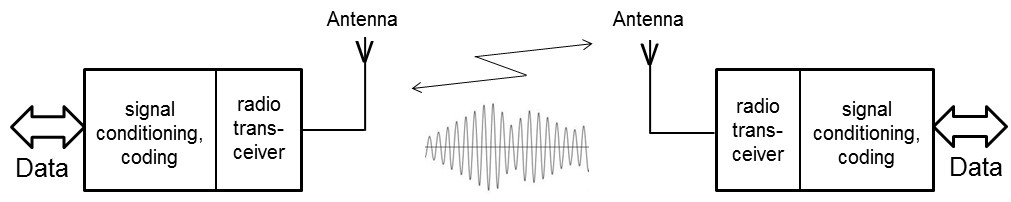 Antenna
Antenna
signal
conditioning,
coding
radio
trans-
ceiver
radio
trans-
ceiver
signal
conditioning,
coding
Data
Data